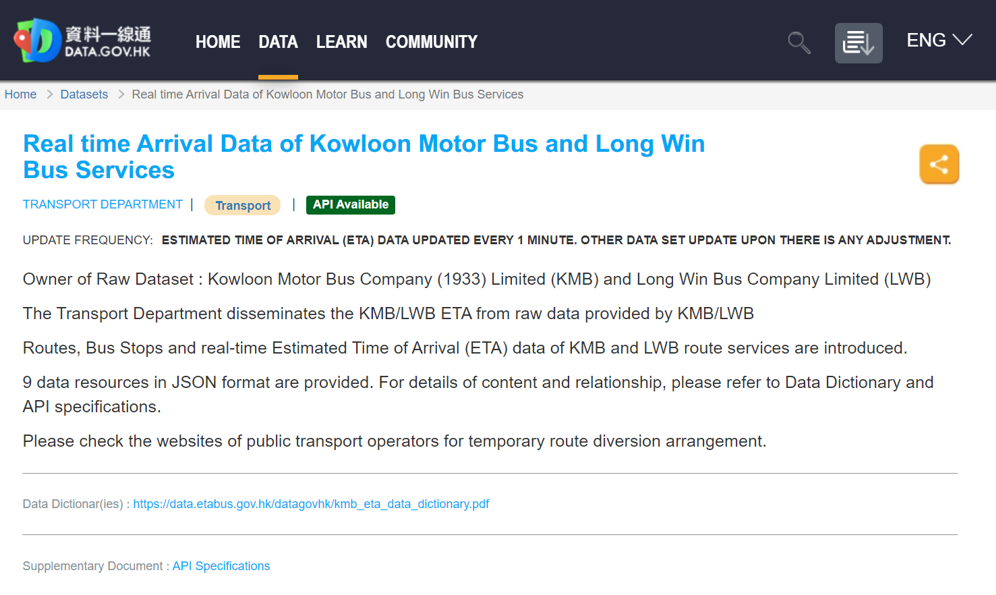 資料一線通
DATA.GOV.HK
HOME DATA LEARN COMMUNITY
ENG
Home > Datasets > Real time Arrival Data of Kowloon Motor Bus and Long Win Bus Services
Real time Arrival Data of Kowloon Motor Bus and Long Win
Bus Services
TRANSPORT DEPARTMENT | Transport | API Available
UPDATE FREQUENCY: ESTIMATED TIME OF ARRIVAL (ETA) DATA UPDATED EVERY 1 MINUTE. OTHER DATA SET UPDATE UPON THERE IS ANY ADJUSTMENT.
Owner of Raw Dataset : Kowloon Motor Bus Company (1933) Limited (KMB) and Long Win Bus Company Limited (LWB)
The Transport Department disseminates the KMB/LWB ETA from raw data provided by KMB/LWB
Routes, Bus Stops and real-time Estimated Time of Arrival (ETA) data of KMB and LWB route services are introduced.
9 data resources in JSON format are provided. For details of content and relationship, please refer to Data Dictionary and
API specifications.
Please check the websites of public transport operators for temporary route diversion arrangement.
Data Dictionar(ies) : https://data.etabus.gov.hk/datagovhk/kmb_eta_data_dictionary.pdf
Supplementary Document : API Specifications